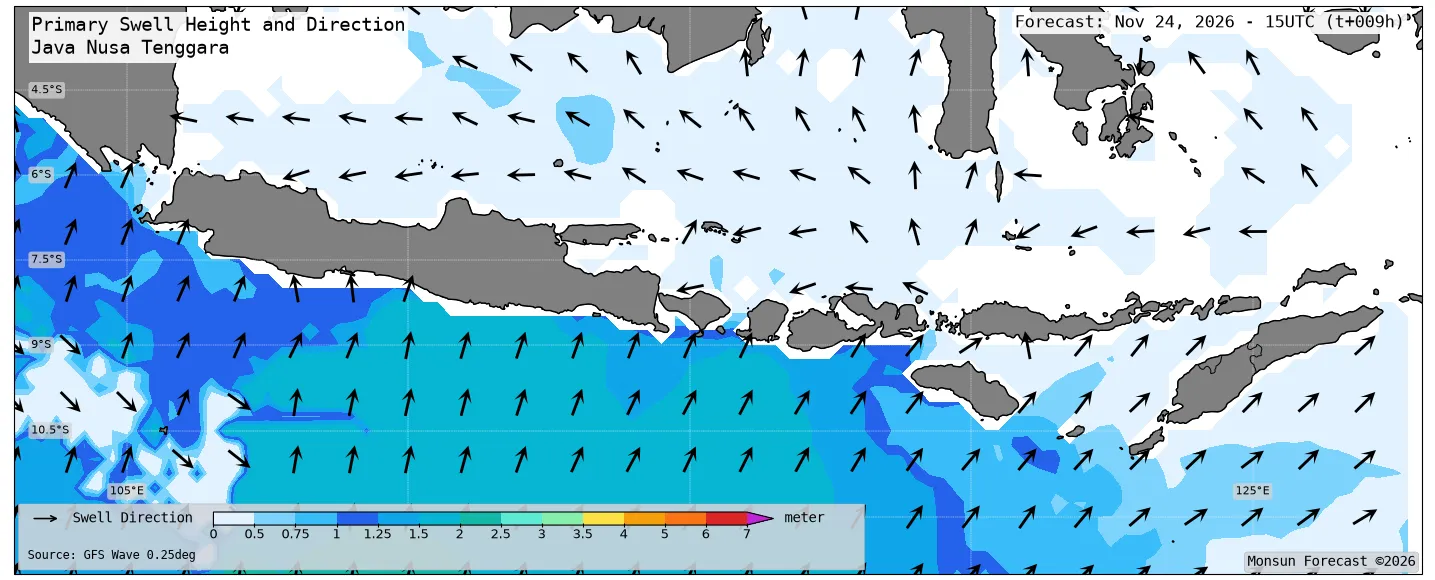 Primary Swell Height and Direction
Java Nusa Tenggara
Forecast: Nov 24, 2026 - 15UTC (t+009h)
4.5°S
6°S
7.5°S
9°S
10.5°S
105°E
125°E
Swell Direction
meter
0 0.5 0.75 1 1.25 1.5 2 2.5 3 3.5 4 5 6 7
Source: GFS Wave 0.25deg
Monsun Forecast ©2026